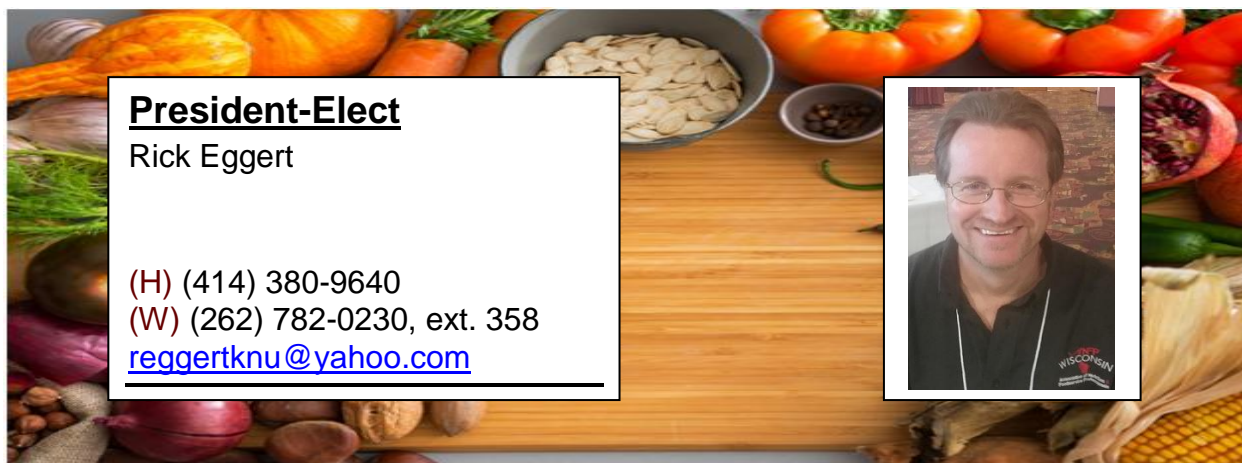 President-Elect
Rick Eggert
(H) (414) 380-9640
(W) (262) 782-0230, ext. 358
reggertknu@yahoo.com
WISCONSIN